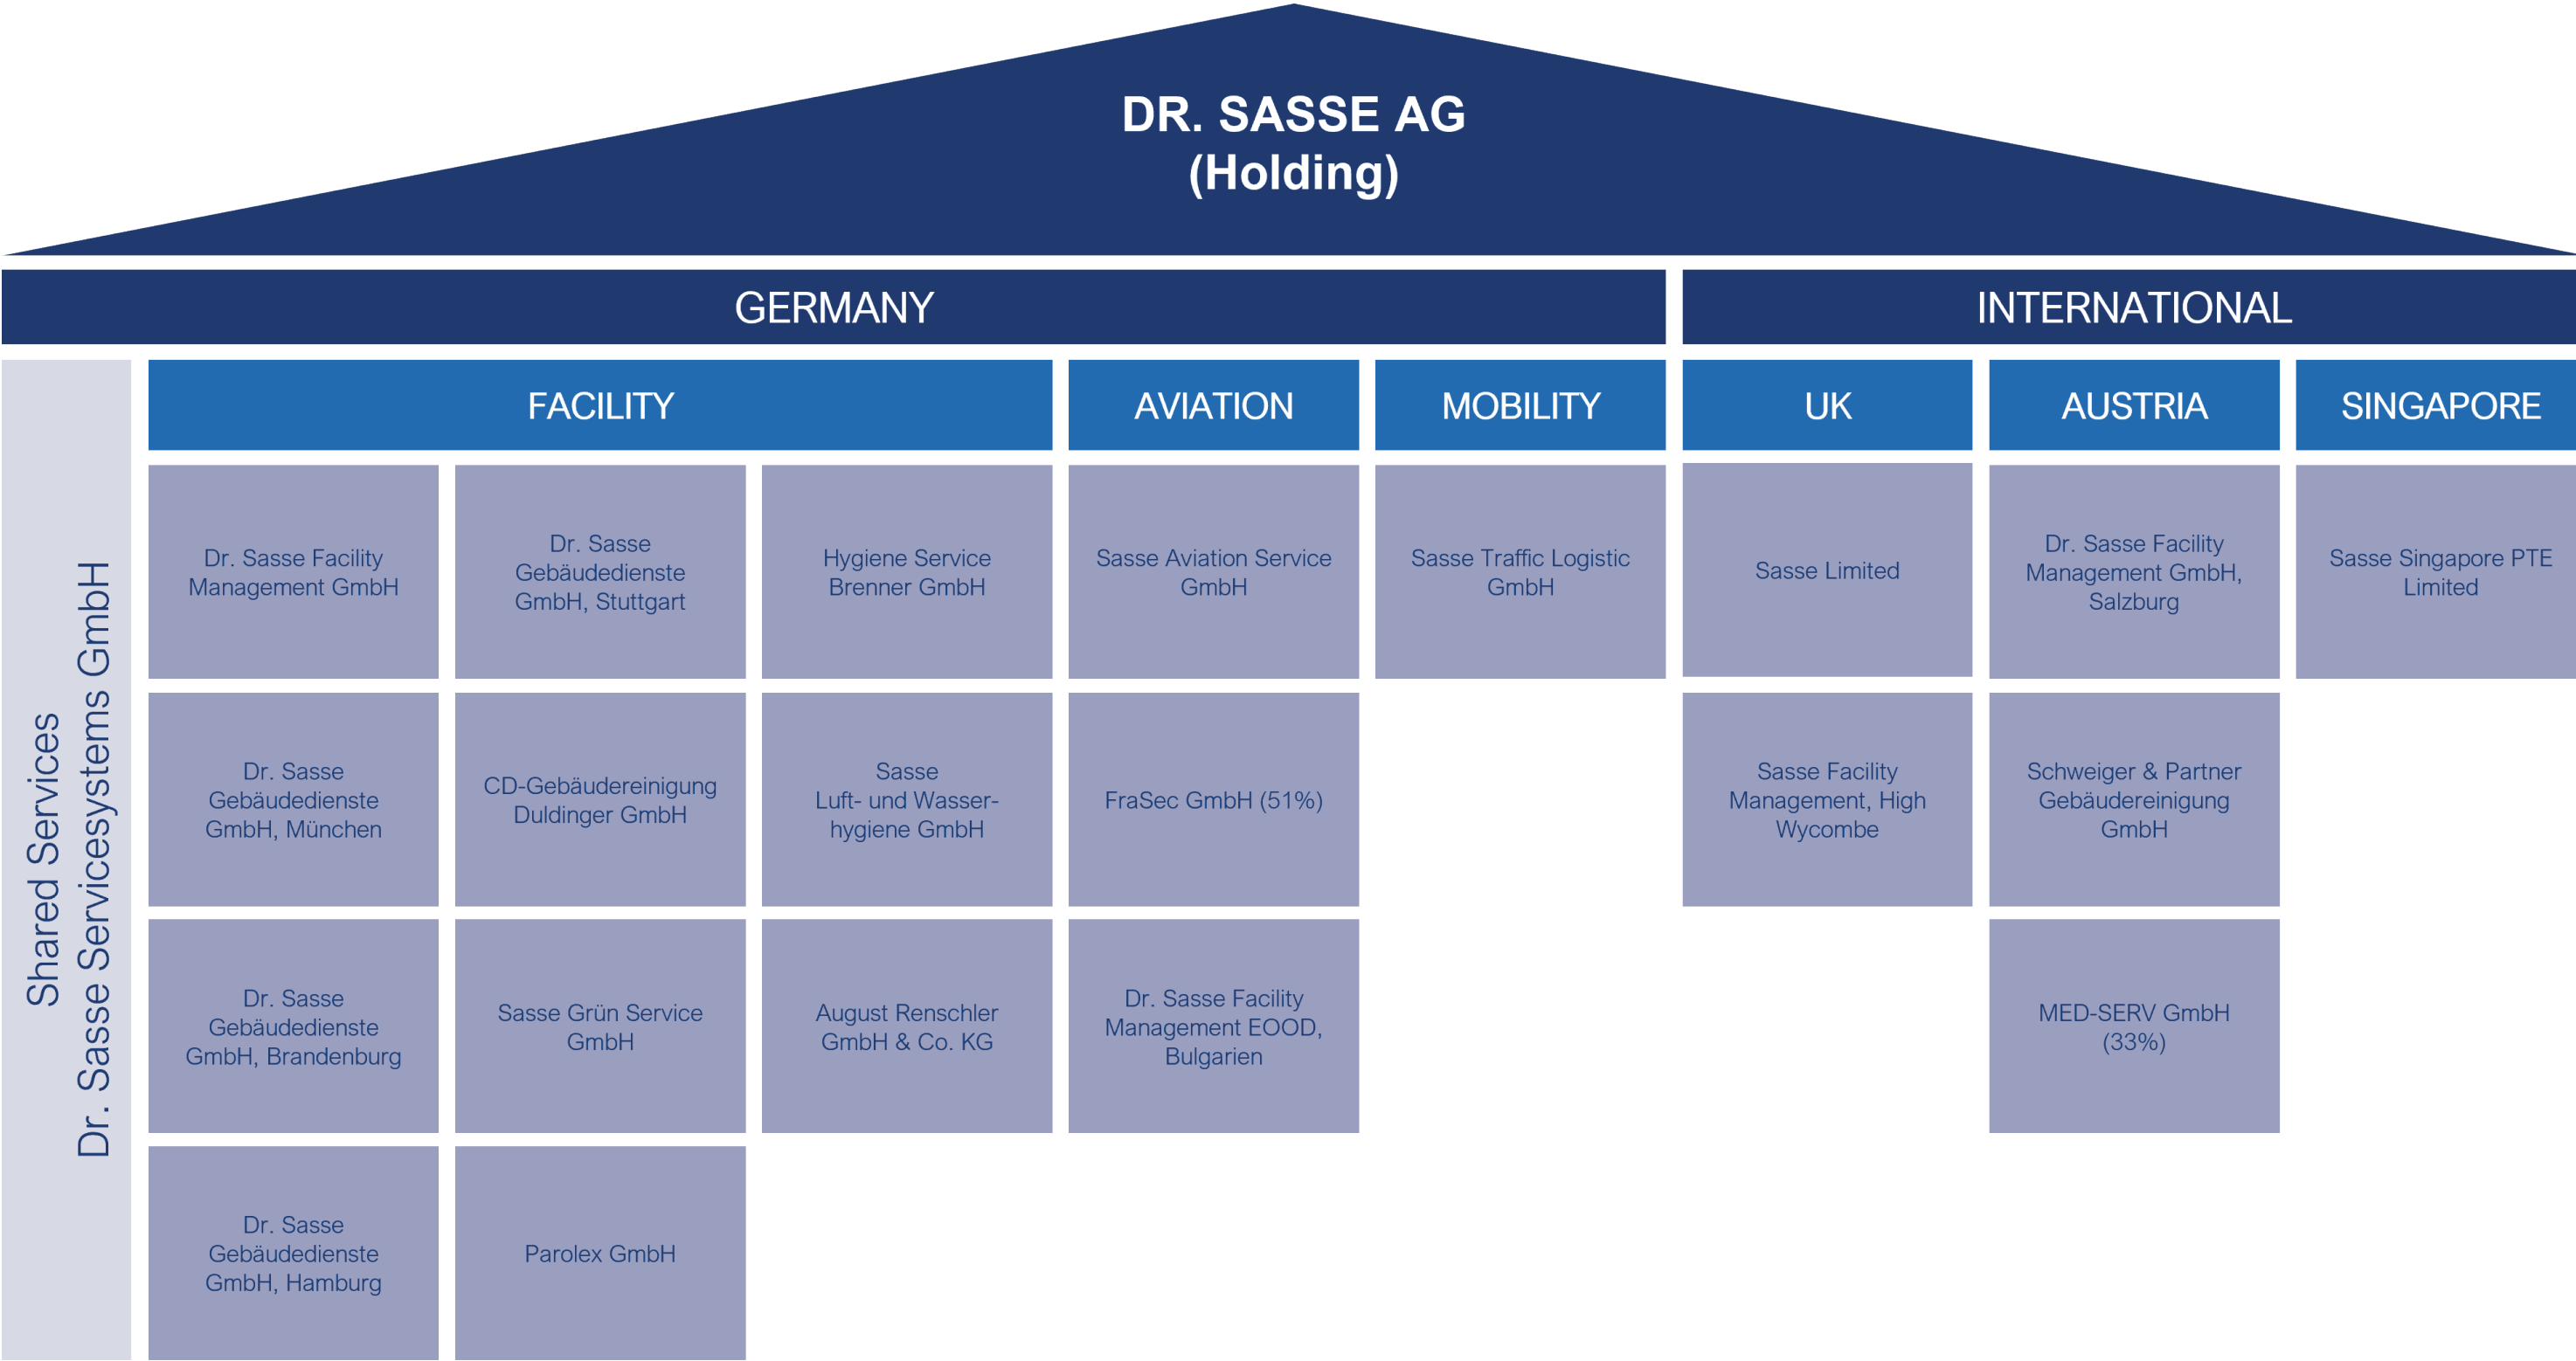 DR. SASSE AG
(Holding)
GERMANY
INTERNATIONAL
Shared Services
Dr. Sasse Servicesystems GmbH
FACILITY
AVIATION
MOBILITY
UK
AUSTRIA
SINGAPORE
Dr. Sasse Facility
Management GmbH
Dr. Sasse
Gebäudedienste
GmbH, Stuttgart
Hygiene Service
Brenner GmbH
Sasse Aviation Service
GmbH
Sasse Traffic Logistic
GmbH
Sasse Limited
Dr. Sasse Facility
Management GmbH,
Salzburg
Sasse Singapore PTE
Limited
Dr. Sasse
Gebäudedienste
GmbH, München
CD-Gebäudereinigung
Duldinger GmbH
Sasse
Luft- und Wasser-
hygiene GmbH
FraSec GmbH (51%)
Sasse Facility
Management, High
Wycombe
Schweiger & Partner
Gebäudereinigung
GmbH
Dr. Sasse
Gebäudedienste
GmbH, Brandenburg
Sasse Grün Service
GmbH
August Renschler
GmbH & Co. KG
Dr. Sasse Facility
Management EOOD,
Bulgarien
MED-SERV GmbH
(33%)
Dr. Sasse
Gebäudedienste
GmbH, Hamburg
Parolex GmbH